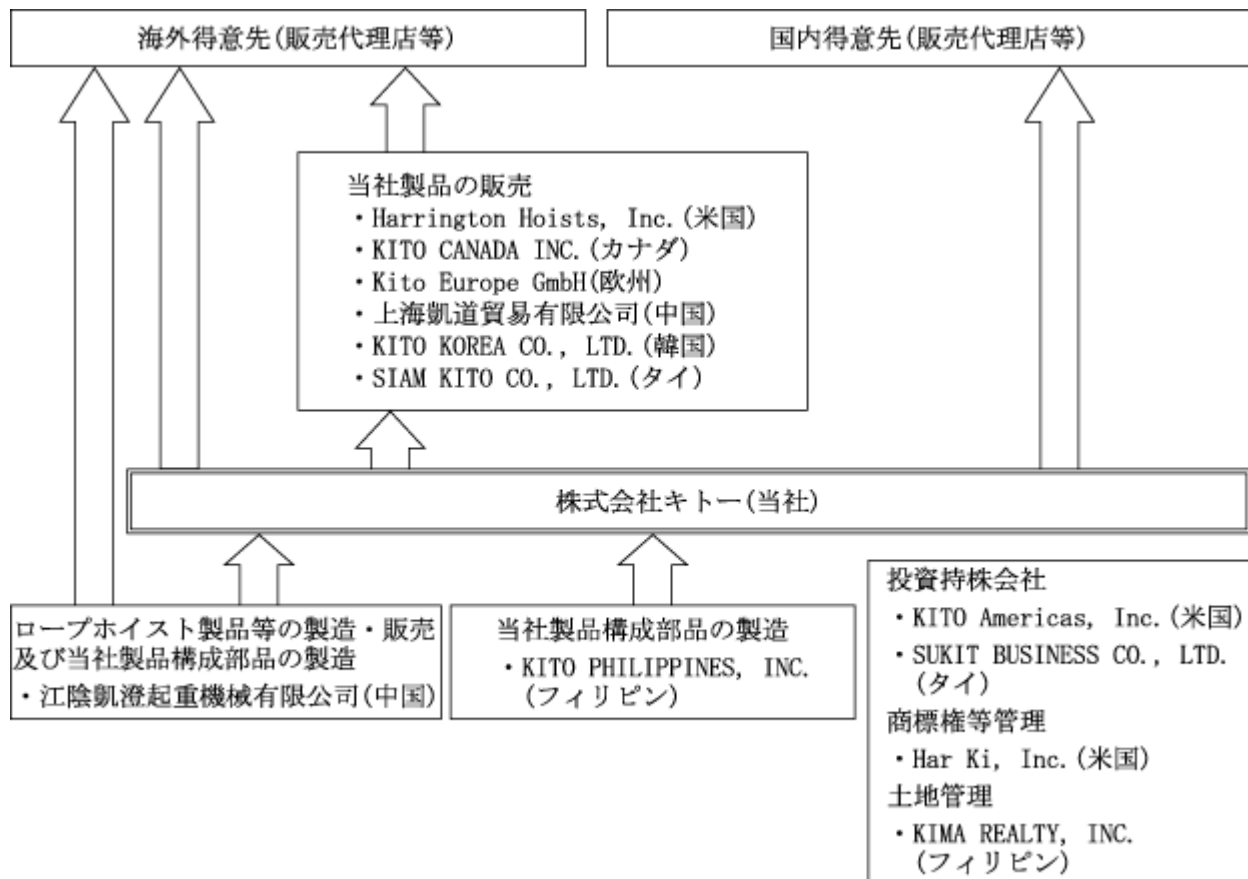 海外得意先(販売代理店等)
国内得意先(販売代理店等)
当社製品の販売
・Harrington Hoists, Inc.(米国)
・KITO CANADA INC.(カナダ)
・Kito Europe GmbH(欧州)
・上海凱道貿易有限公司(中国)
・KITO KOREA CO., LTD.(韓国)
・SIAM KITO CO., LTD.(タイ)
株式会社キトー(当社)
ロープホイスト製品等の製造・販売
及び当社製品構成部品の製造
・江陰凱澄起重機械有限公司(中国)
当社製品構成部品の製造
・KITO PHILIPPINES, INC.
(フィリピン)
投資持株会社
・KITO Americas, Inc.(米国)
・SUKIT BUSINESS CO., LTD.
(タイ)
商標権等管理
・Har Ki, Inc.(米国)
土地管理
・KIMA REALTY, INC.
(フィリピン)